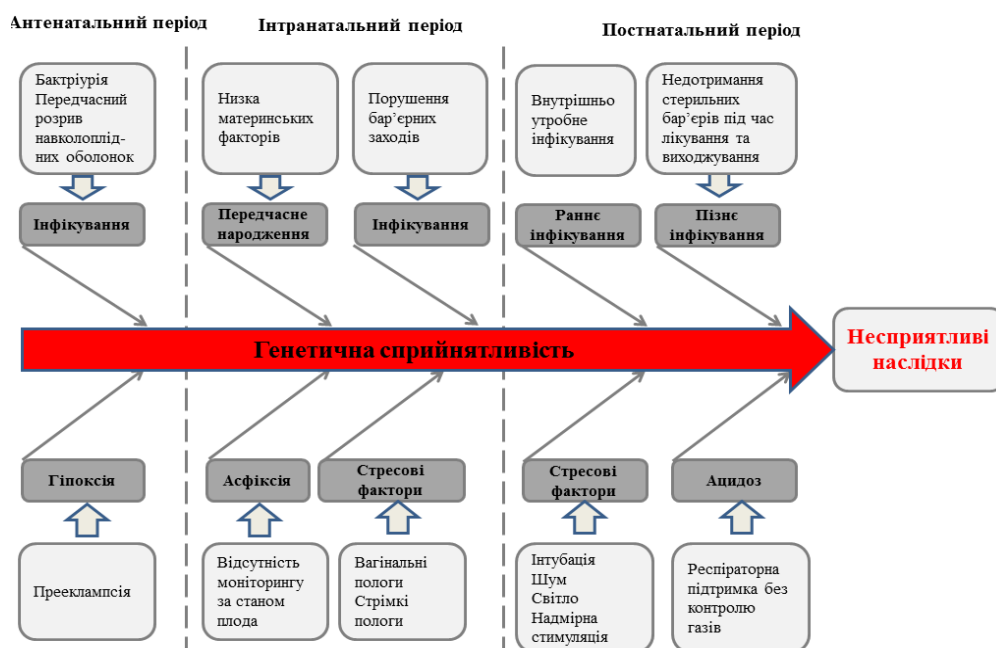 Антенатальний період
Інтранатальний період
Постнатальний період
Бактріурія
Передчасний
розрив
навколоплід-
них оболонок
Низка
материнських
факторів
Порушення
бар’єрних
заходів
Внутрішньо
утробне
інфікування
Недотримання
стерильних
бар’єрів під час
лікування та
виходжування
Інфікування
Передчасне
народження
Інфікування
Раннє
інфікування
Пізнє
інфікування
Генетична сприйнятливість
Несприятливі
наслідки
Гіпоксія
Асфіксія
Стресові
фактори
Стресові
фактори
Ацидоз
Прееклампсія
Відсутність
моніторингу
за станом
плода
Вагінальні
пологи
Стрімкі
пологи
Інтубація
Шум
Світло
Надмірна
стимуляція
Респіраторна
підтримка без
контролю
газів